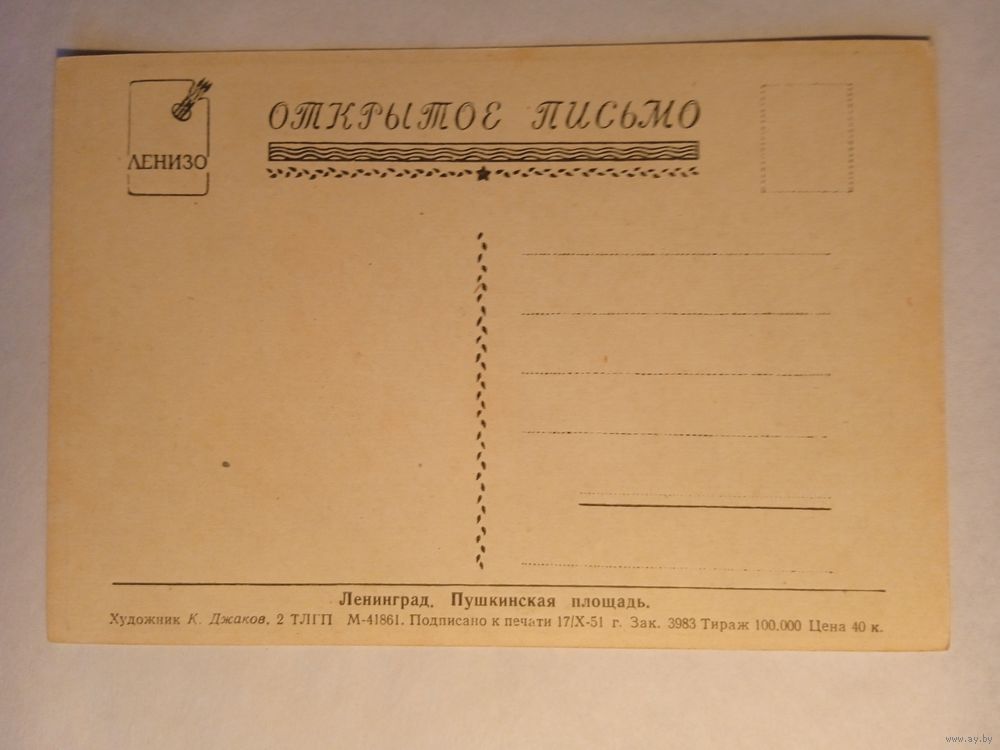 ЛЕНИЗО
ОТКРЫТОЕ ПИСЬМО
Ленинград. Пушкинская площадь.
Художник К. Джаков, 2 ТЛГП М-41861. Подписано к печати 17/X-51 г. Зак. 3983 Тираж 100.000 Цена 40 к.
www.ay.by